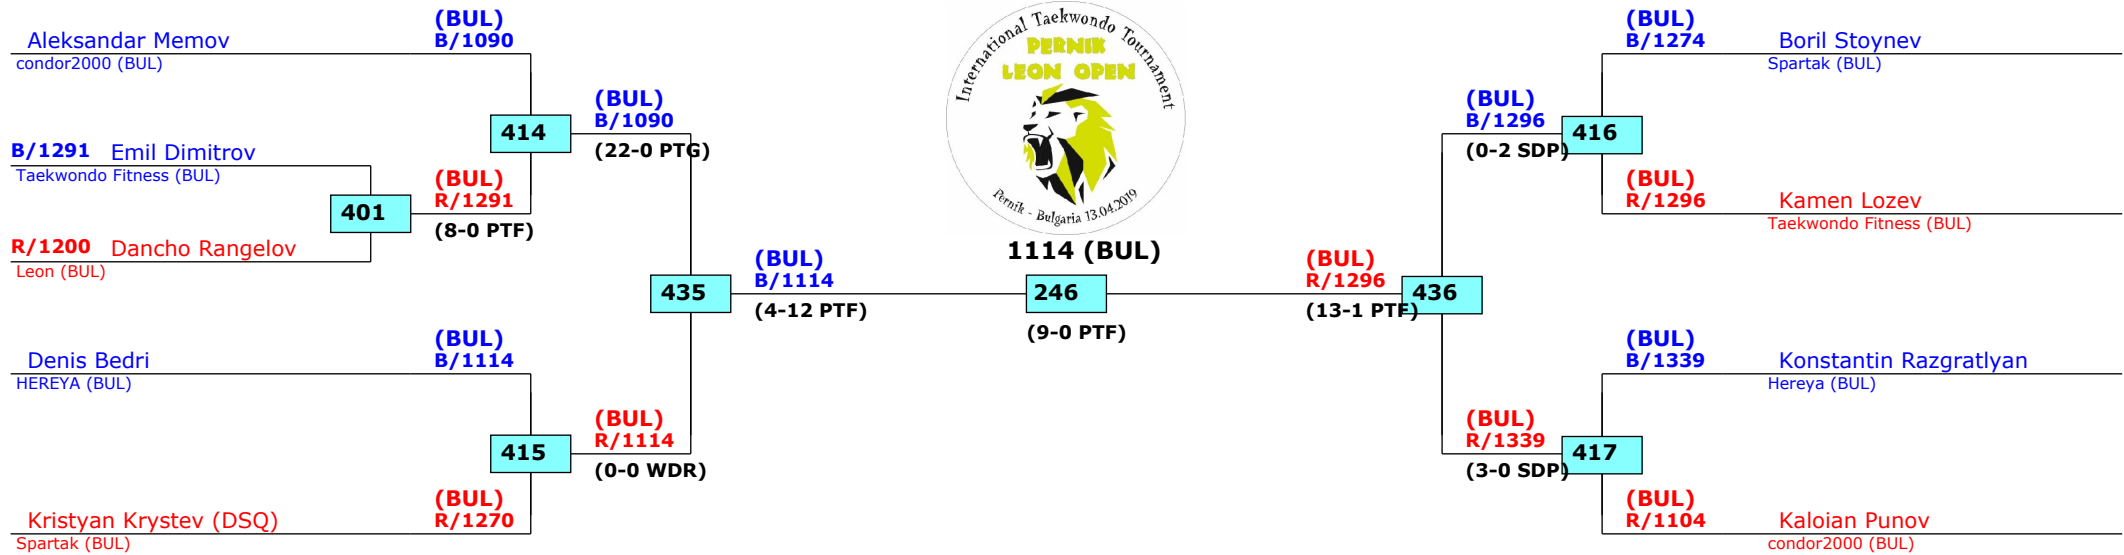 (BUL)
B/1090
Aleksandar Memov
condor2000 (BUL)
B/1291 Emil Dimitrov
Taekwondo Fitness (BUL)
R/1200 Dancho Rangelov
Leon (BUL)
401
(BUL)
R/1291
(8-0 PTF)
414
(BUL)
B/1090
(22-0 PTG)
(BUL)
B/1114
Denis Bedri
HEREYA (BUL)
(BUL)
R/1270
Kristyan Krystev (DSQ)
Spartak (BUL)
415
(BUL)
R/1114
(0-0 WDR)
435
(BUL)
B/1114
(4-12 PTF)
International Taekwondo Tournament
PERNIK
LEON OPEN
Pernik - Bulgaria 13.04.2019
1114 (BUL)
246
(9-0 PTF)
(BUL)
R/1296
(13-1 PTF)
436
(BUL)
B/1296
(0-2 SDP)
416
(BUL)
B/1274
Boril Stoynev
Spartak (BUL)
(BUL)
R/1296
Kamen Lozev
Taekwondo Fitness (BUL)
(BUL)
R/1339
(3-0 SDP)
417
(BUL)
B/1339
Konstantin Razgratlyan
Hereya (BUL)
(BUL)
R/1104
Kaloian Punov
condor2000 (BUL)